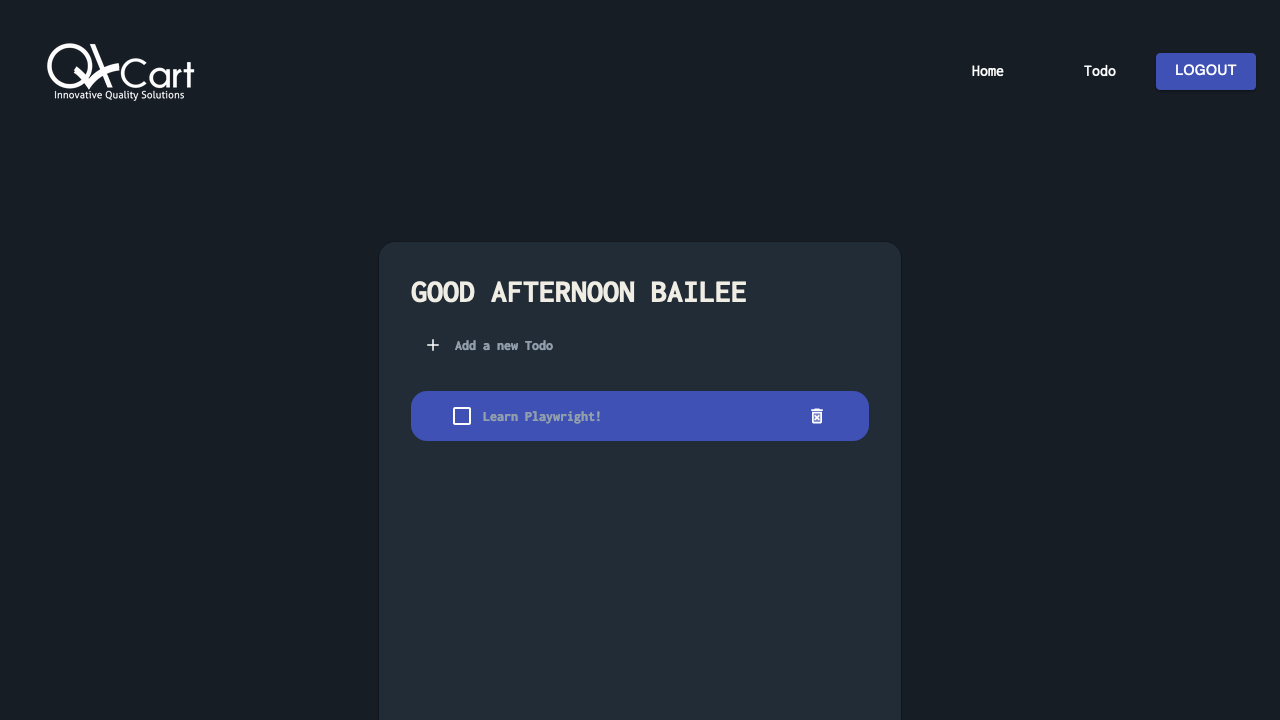 QACart
Innovative Quality Solutions
Home
Todo
LOGOUT
GOOD AFTERNOON BAILEE
Add a new Todo
Learn Playwright!